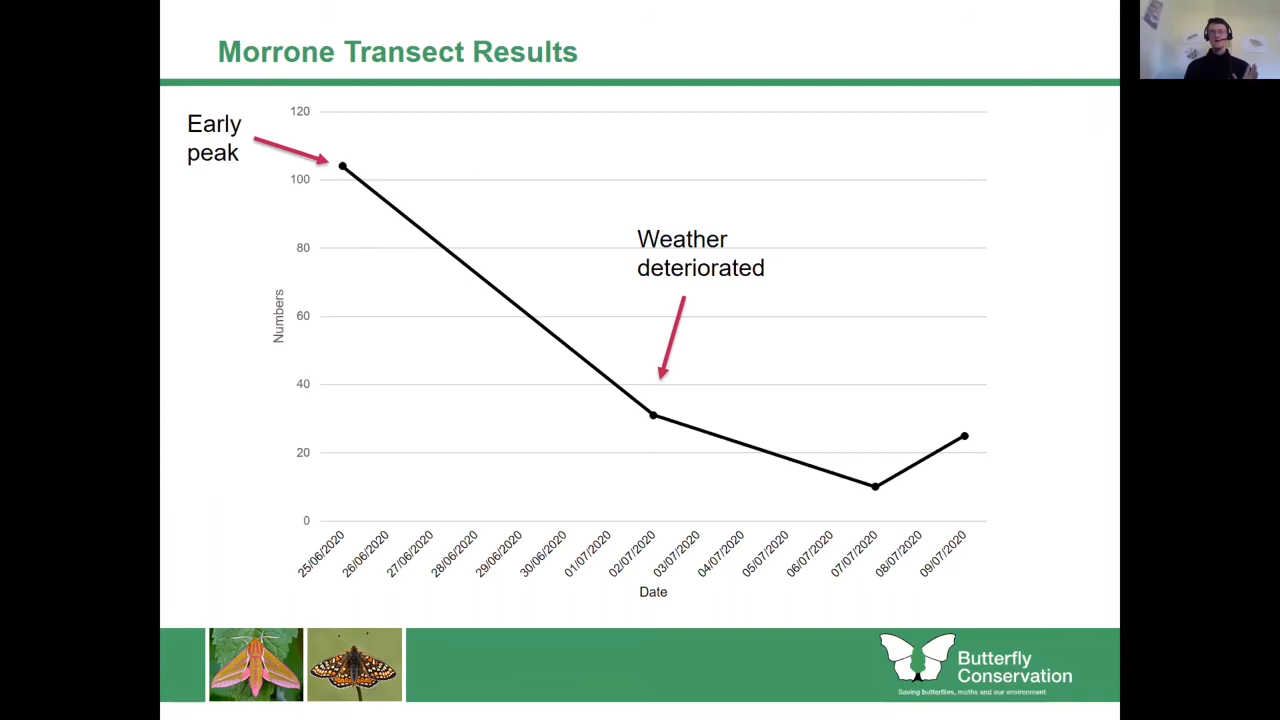 Morrone Transect Results
Early
peak
120
100
80
60
40
20
0
Numbers
Weather
deteriorated
25/06/2020
26/06/2020
27/06/2020
28/06/2020
29/06/2020
30/06/2020
01/07/2020
02/07/2020
03/07/2020
04/07/2020
05/07/2020
06/07/2020
07/07/2020
08/07/2020
09/07/2020
Date
Butterfly
Conservation
Saving butterflies, moths and our environment